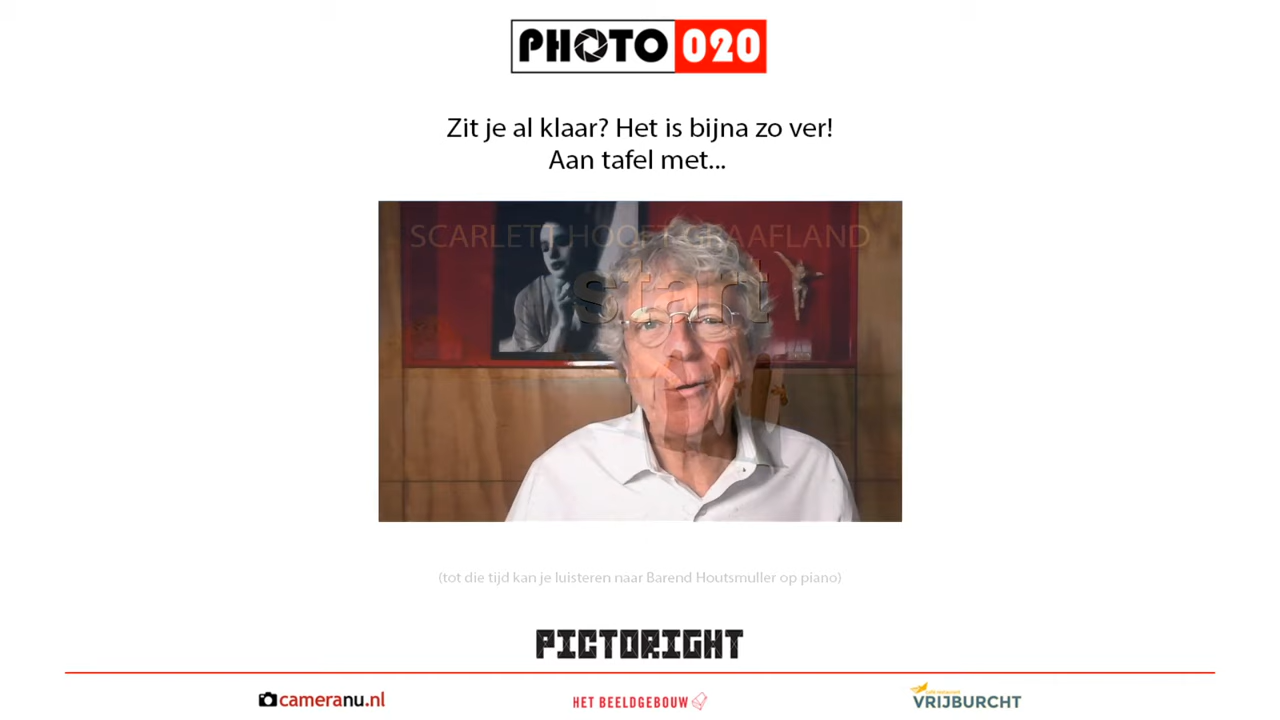 PHOTO 020
Zit je al klaar? Het is bijna zo ver!
Aan tafel met...
SCARLETT HOOFT GRAAFLAND
start
(tot die tijd kan je luisteren naar Barend Houtsmuller op piano)
PICTORIGHT
cameranu.nl
HET BEELDGEBOUW
VRIJBURCHT